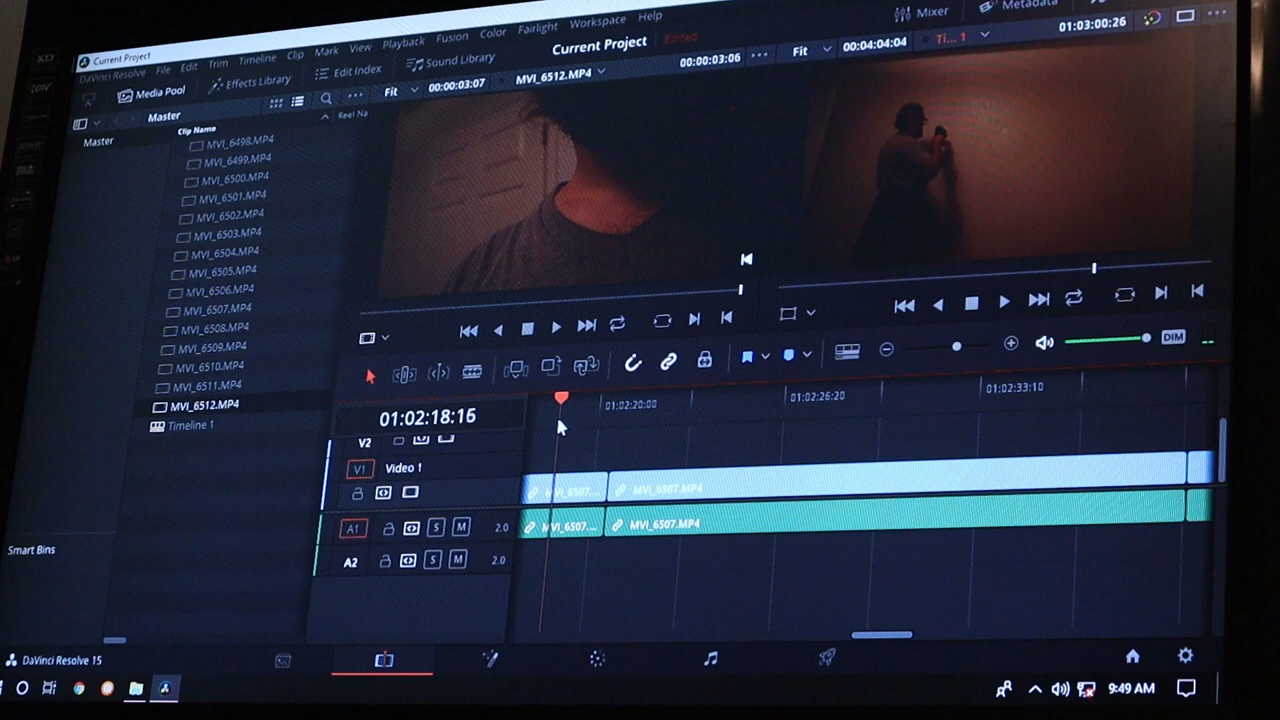 Current Project
DaVinci Resolve File Edit Trim Timeline Clip Mark View Playback Fusion Color Fairlight Workspace Help
Media Pool Effects Library Edit Index Sound Library Current Project Edited Mixer Metadata
Master Fit 00:00:03:07 MVI_6512.MP4 00:00:03:06 Fit 00:04:04:04 Ti... 1 01:03:00:26
Master Clip Name Reel Na
MVI_6498.MP4
MVI_6499.MP4
MVI_6500.MP4
MVI_6501.MP4
MVI_6502.MP4
MVI_6503.MP4
MVI_6504.MP4
MVI_6505.MP4
MVI_6506.MP4
MVI_6507.MP4
MVI_6508.MP4
MVI_6509.MP4
MVI_6510.MP4
MVI_6511.MP4
MVI_6512.MP4
Timeline 1
DIM
01:02:18:16 01:02:20:00 01:02:26:20 01:02:33:10
V2
V1 Video 1
MVI_6507.MP4
A1 S M 2.0 MVI_6507... MVI_6507.MP4
A2 S M 2.0
Smart Bins
DaVinci Resolve 15
9:49 AM